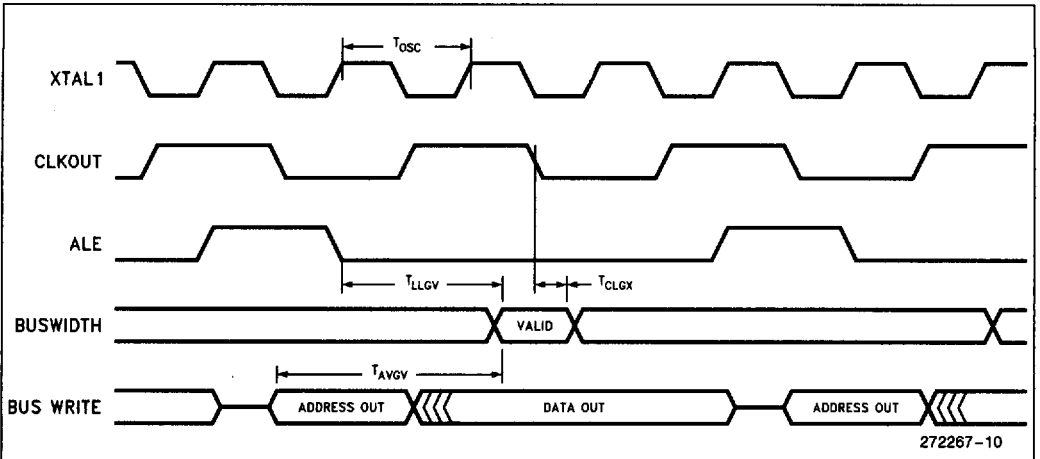 TOSC
XTAL1
CLKOUT
ALE
TLLGV
TCLGX
BUSWIDTH
VALID
TAVGV
BUS WRITE
ADDRESS OUT
DATA OUT
ADDRESS OUT
272267-10